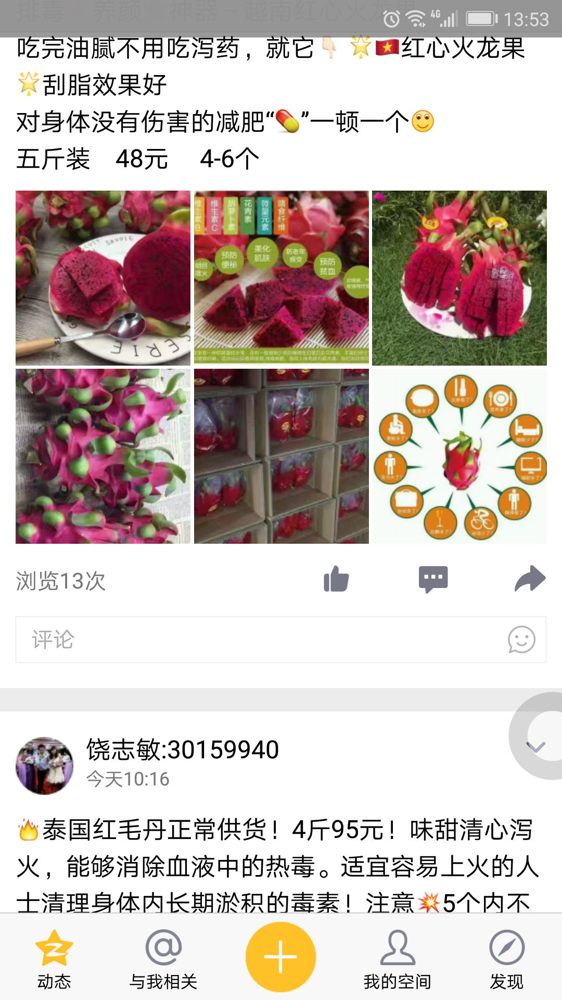 排毒 养颜 神器～越南红心火龙果
4G 13:53
吃完油腻不用吃泻药，就它👇🏻 🌟🇻🇳红心火龙果
🌟刮脂效果好
对身体没有伤害的减肥“💊”一顿一个🙂
五斤装 48元 4-6个
维生素B
维生素C
胡萝卜素
花青素
微量元素
膳食纤维
美化肌肤
预防便秘
防老年病变
预防贫血
明目降火
浏览13次
评论
饶志敏:30159940
今天10:16
🔥泰国红毛丹正常供货！4斤95元！味甜清心泻
火，能够消除血液中的热毒。适宜容易上火的人
士清理身体内长期淤积的毒素！注意💥5个内不
动态
与我相关
我的空间
发现